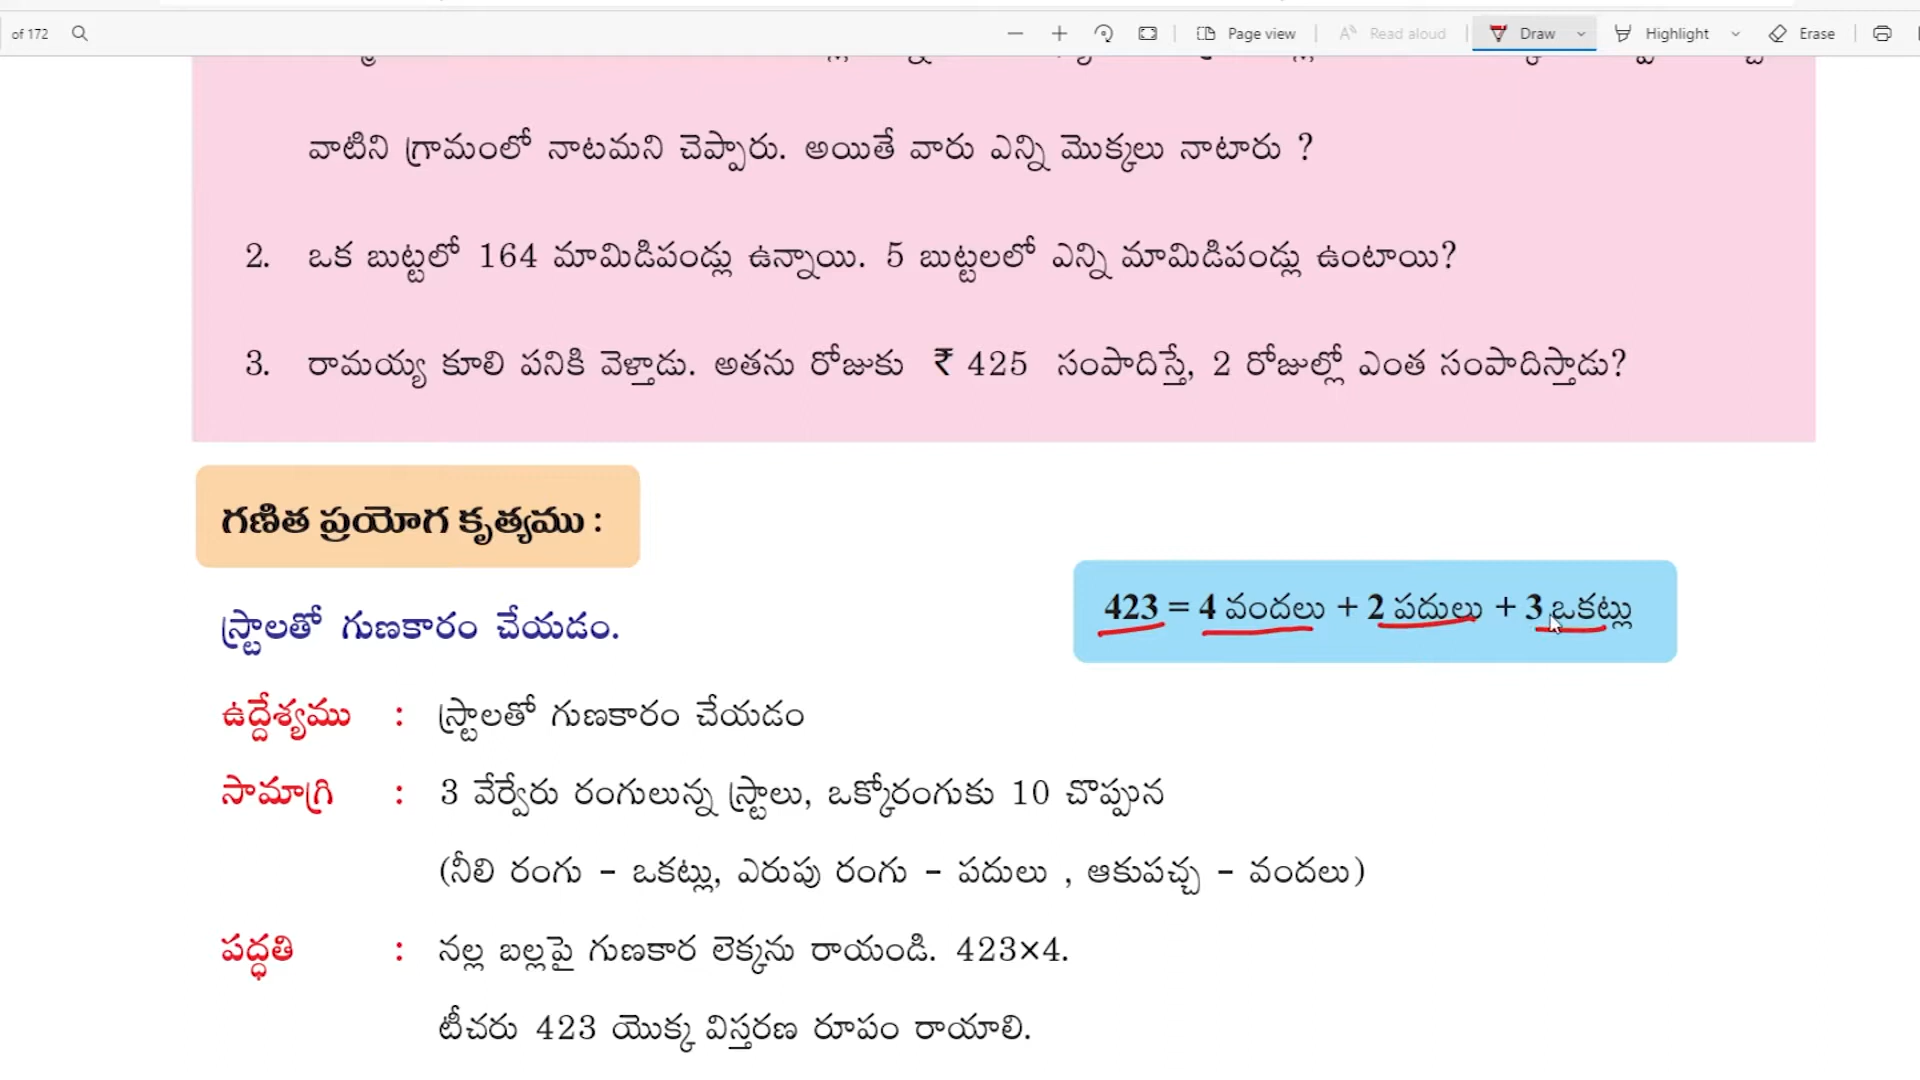 of 172 Page view Read aloud Draw Highlight Erase
వాటిని గ్రామంలో నాటమని చెప్పారు. అయితే వారు ఎన్ని మొక్కలు నాటారు ?
2. ఒక బుట్టలో 164 మామిడిపండ్లు ఉన్నాయి. 5 బుట్టలలో ఎన్ని మామిడిపండ్లు ఉంటాయి?
3. రామయ్య కూలి పనికి వెళ్తాడు. అతను రోజుకు ₹ 425 సంపాదిస్తే, 2 రోజుల్లో ఎంత సంపాదిస్తాడు?
గణిత ప్రయోగ కృత్యము :
423 = 4 వందలు + 2 పదులు + 3 ఒకట్లు
స్ట్రాలతో గుణకారం చేయడం.
ఉద్దేశ్యము : స్ట్రాలతో గుణకారం చేయడం
సామాగ్రి : 3 వేర్వేరు రంగులున్న స్ట్రాలు, ఒక్కోరంగుకు 10 చొప్పున
(నీలి రంగు - ఒకట్లు, ఎరుపు రంగు - పదులు , ఆకుపచ్చ - వందలు)
పద్ధతి : నల్ల బల్లపై గుణకార లెక్కను రాయండి. 423×4.
టీచరు 423 యొక్క విస్తరణ రూపం రాయాలి.